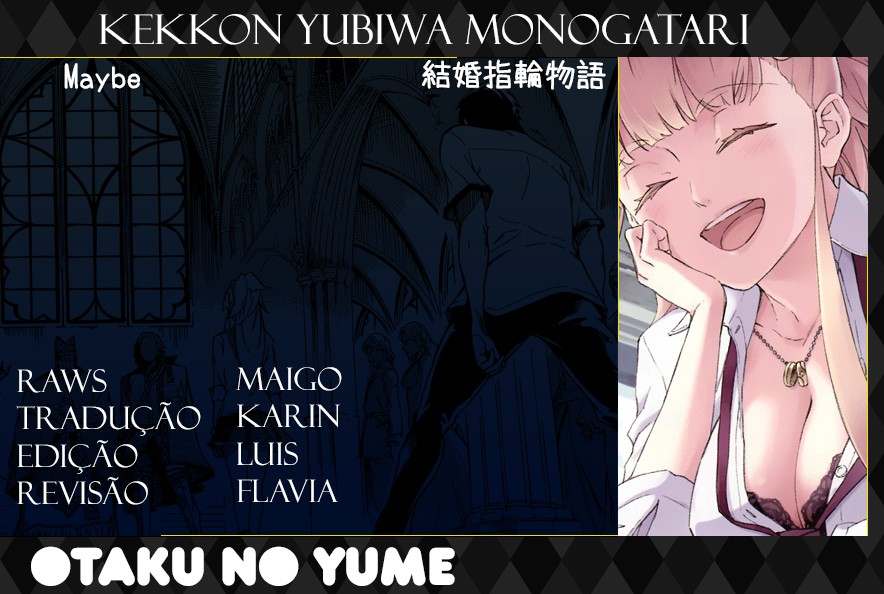 KEKKON YUBIWA MONOGATARI
Maybe 結婚指輪物語
RAWS MAIGO
TRADUÇÃO KARIN
EDIÇÃO LUIS
REVISÃO FLAVIA
OTAKU NO YUME